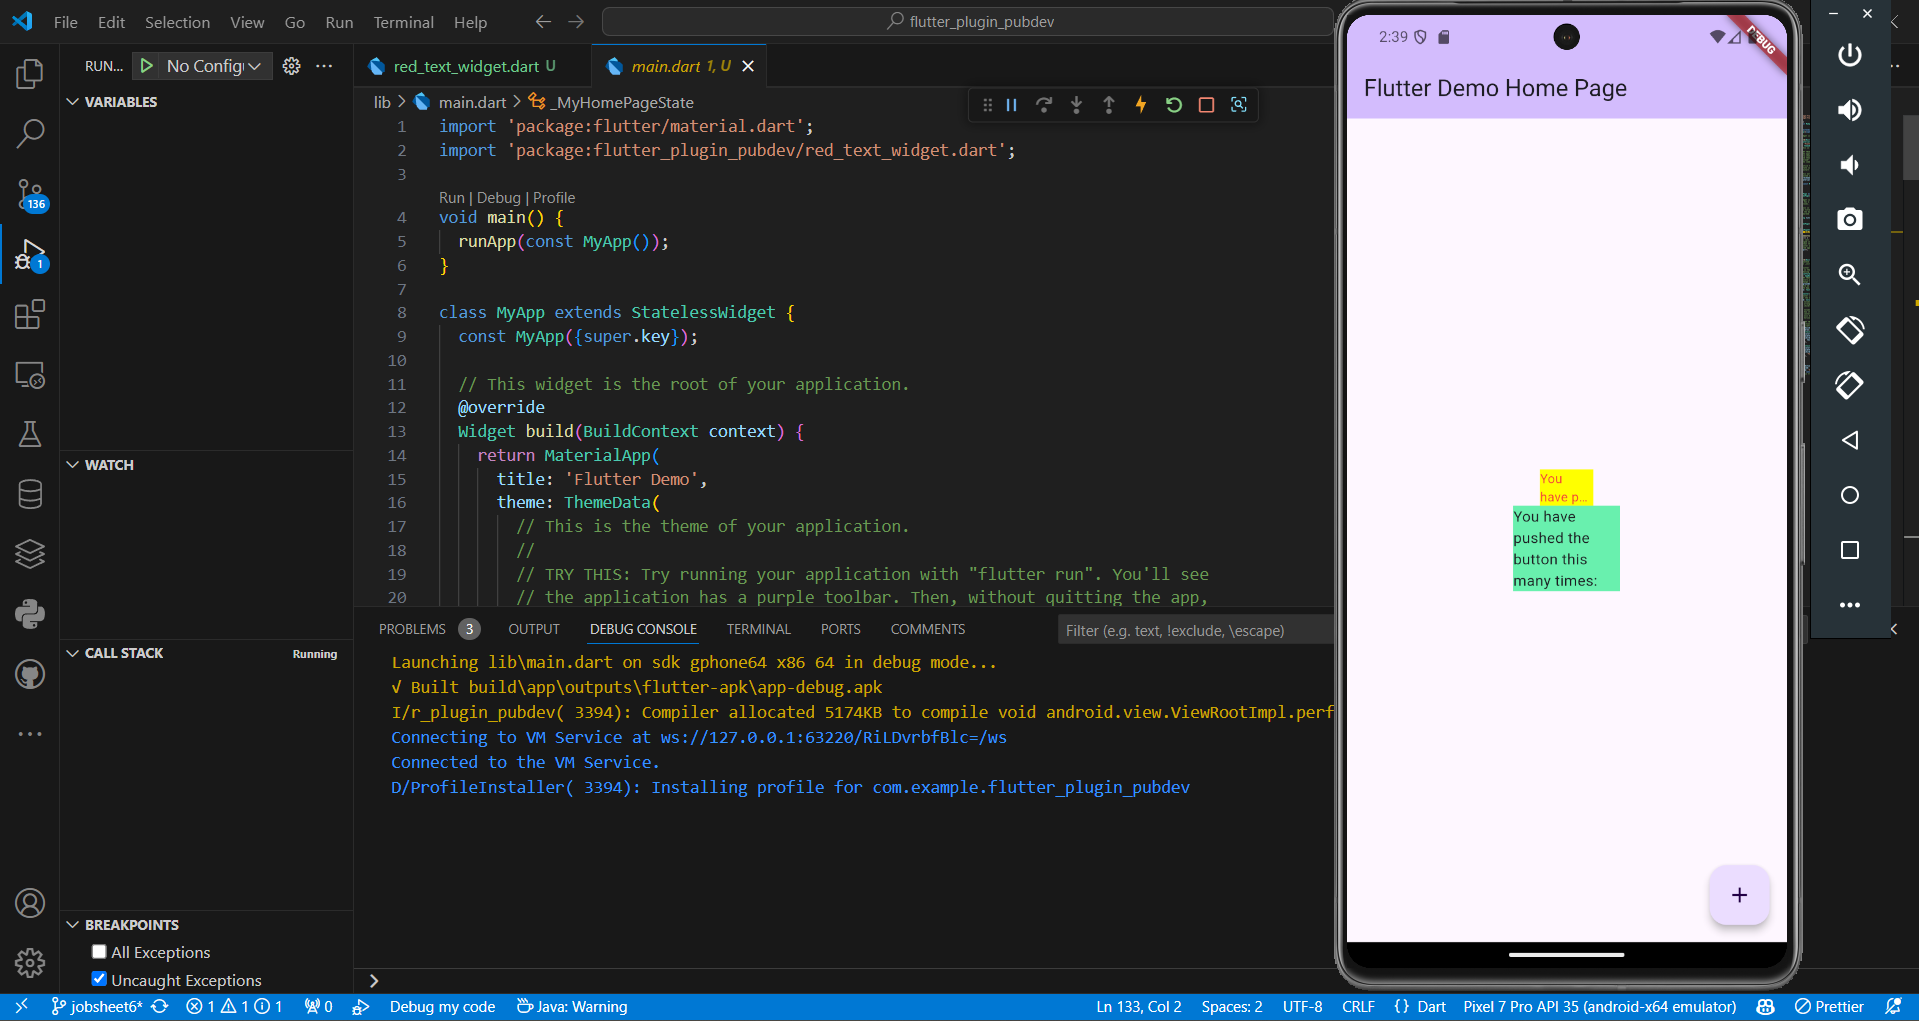 File Edit Selection View Go Run Terminal Help
flutter_plugin_pubdev
RUN...
No Config
red_text_widget.dart U
main.dart 1, U
lib > main.dart > _MyHomePageState
VARIABLES
1 import 'package:flutter/material.dart';
2 import 'package:flutter_plugin_pubdev/red_text_widget.dart';
3
Run | Debug | Profile
4 void main() {
5 runApp(const MyApp());
6 }
7
8 class MyApp extends StatelessWidget {
9 const MyApp({super.key});
10
11 // This widget is the root of your application.
12 @override
13 Widget build(BuildContext context) {
14 return MaterialApp(
15 title: 'Flutter Demo',
16 theme: ThemeData(
17 // This is the theme of your application.
18 //
19 // TRY THIS: Try running your application with "flutter run". You'll see
20 // the application has a purple toolbar. Then, without quitting the app,
136
1
WATCH
CALL STACK
Running
BREAKPOINTS
All Exceptions
Uncaught Exceptions
PROBLEMS 3 OUTPUT DEBUG CONSOLE TERMINAL PORTS COMMENTS
Filter (e.g. text, !exclude, \escape)
Launching lib\main.dart on sdk gphone64 x86 64 in debug mode...
√ Built build\app\outputs\flutter-apk\app-debug.apk
I/r_plugin_pubdev( 3394): Compiler allocated 5174KB to compile void android.view.ViewRootImpl.perf
Connecting to VM Service at ws://127.0.0.1:63220/RiLDvrbfBlc=/ws
Connected to the VM Service.
D/ProfileInstaller( 3394): Installing profile for com.example.flutter_plugin_pubdev
>
2:39
DEBUG
Flutter Demo Home Page
You
have p...
You have
pushed the
button this
many times:
+
jobsheet6* 1 1 1 0 Debug my code Java: Warning
Ln 133, Col 2 Spaces: 2 UTF-8 CRLF {} Dart Pixel 7 Pro API 35 (android-x64 emulator) Prettier